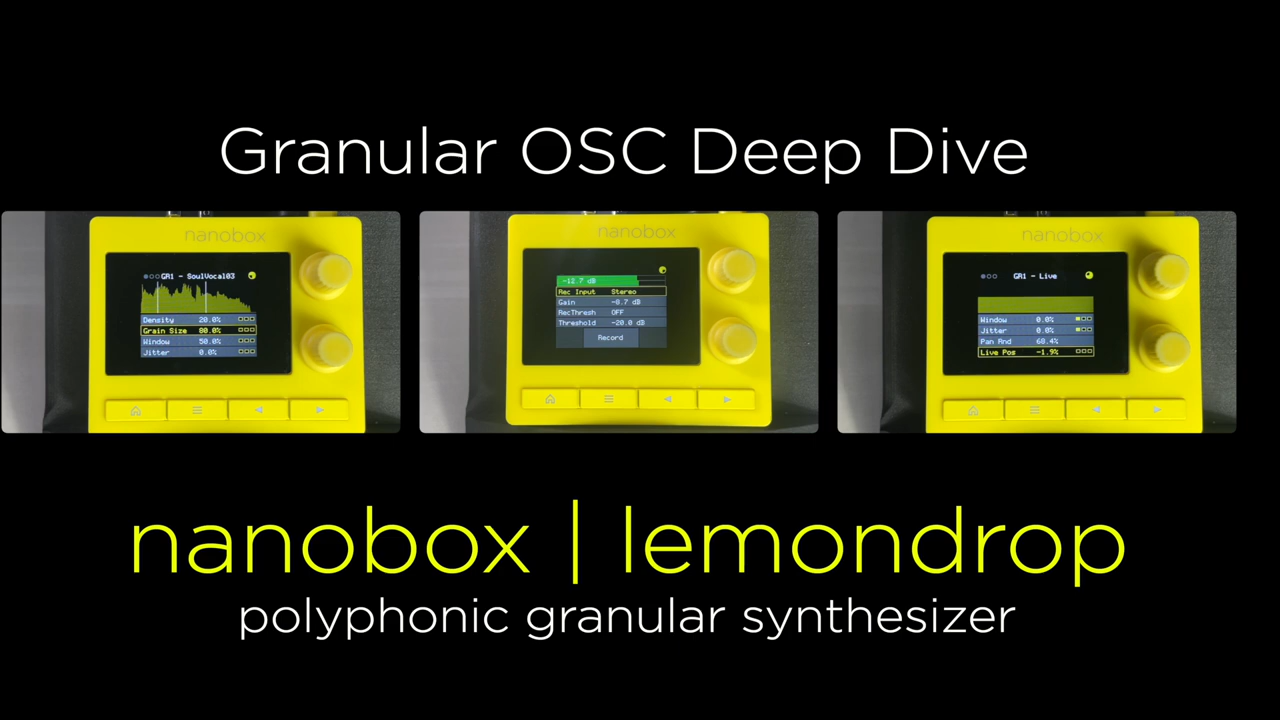 Granular OSC Deep Dive
nanobox
GR1 - SoulVocal03
Density 20.0%
Grain Size 80.0%
Window 50.0%
Jitter 0.0%
nanobox
-12.7 dB
Rec Input Stereo
Gain -8.7 dB
RecThresh OFF
Threshold -20.0 dB
Record
nanobox
GR1 - Live
Window 0.0%
Jitter 0.0%
Pan Rnd 68.4%
Live Pos -1.9%
nanobox | lemondrop
polyphonic granular synthesizer